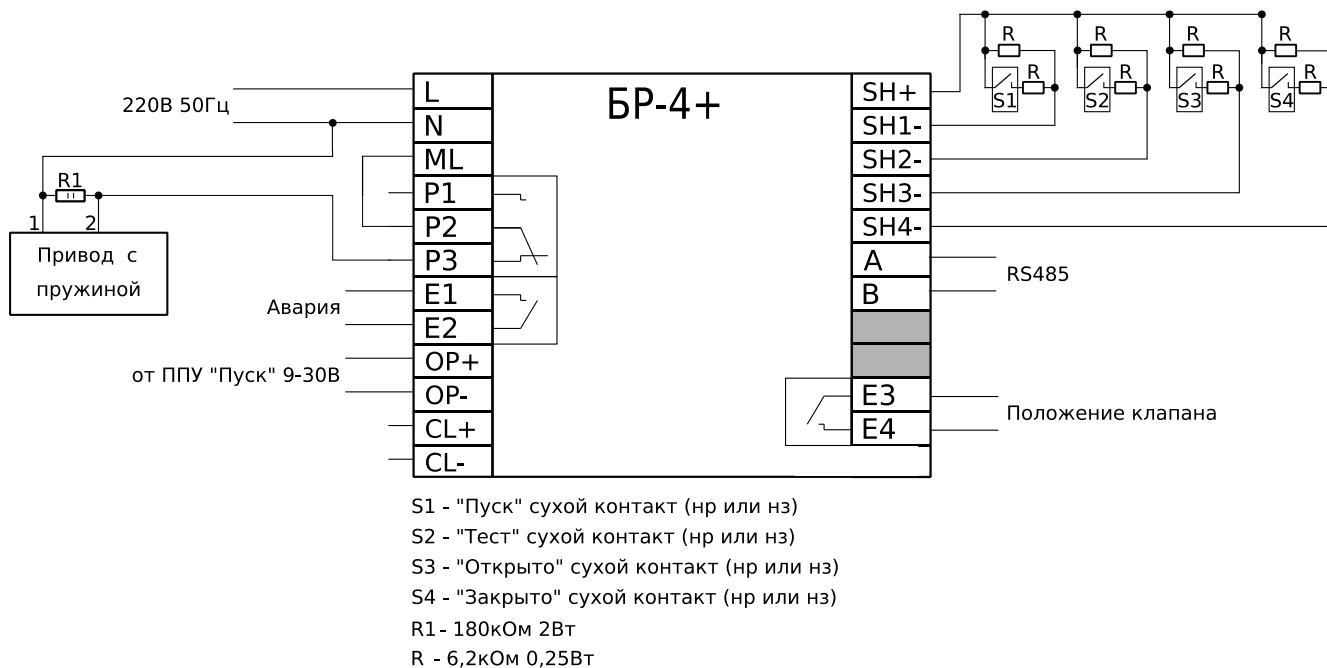 БР-4+
220В 50Гц
L
N
ML
P1
P2
P3
E1
E2
OP+
OP-
CL+
CL-
R1
1
2
Привод с
пружиной
Авария
от ППУ "Пуск" 9-30В
SH+
SH1-
SH2-
SH3-
SH4-
A
B
E3
E4
R
R
R
R
R
R
R
R
S1
S2
S3
S4
RS485
Положение клапана
S1 - "Пуск" сухой контакт (нр или нз)
S2 - "Тест" сухой контакт (нр или нз)
S3 - "Открыто" сухой контакт (нр или нз)
S4 - "Закрыто" сухой контакт (нр или нз)
R1 - 180кОм 2Вт
R - 6,2кОм 0,25Вт